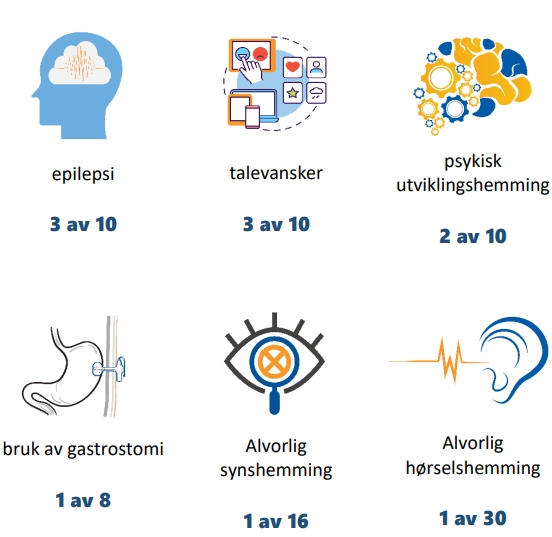 epilepsi
3 av 10
talevansker
3 av 10
psykisk
utviklingshemming
2 av 10
bruk av gastrostomi
1 av 8
Alvorlig
synshemming
1 av 16
Alvorlig
hørselshemming
1 av 30